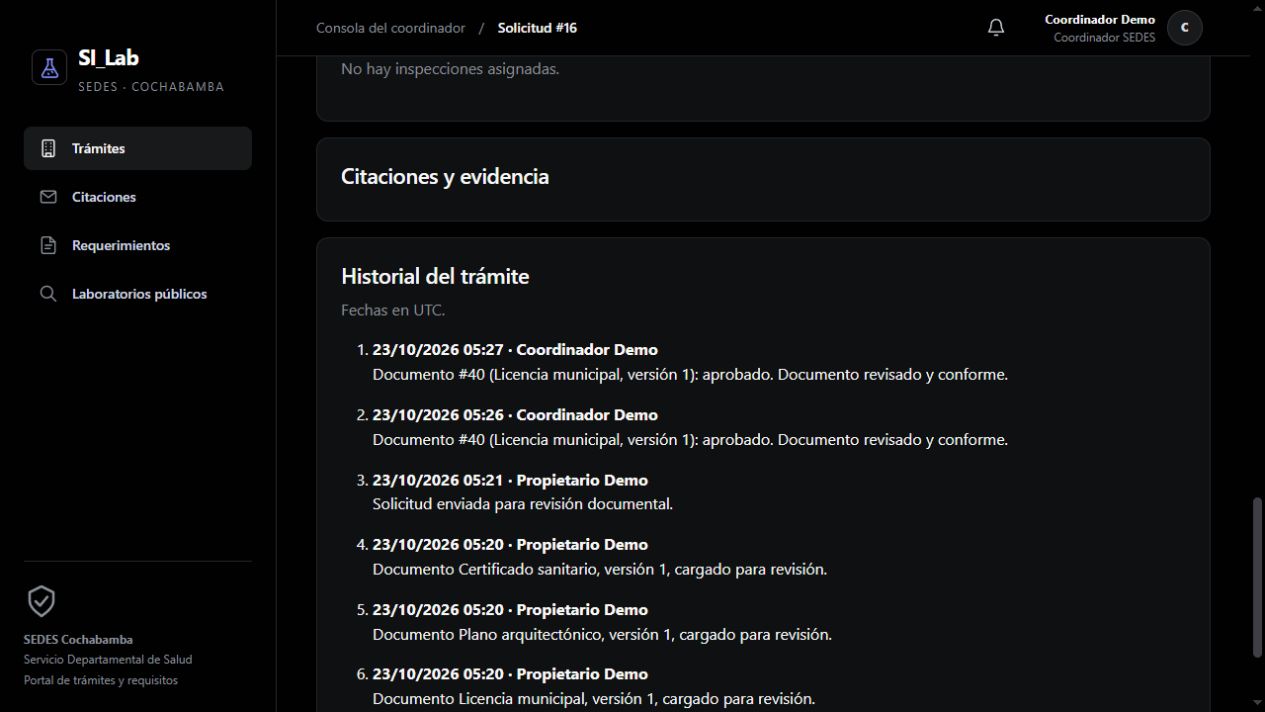 SI_Lab
SEDES - COCHABAMBA
Trámites
Citaciones
Requerimientos
Laboratorios públicos
SEDES Cochabamba
Servicio Departamental de Salud
Portal de trámites y requisitos
Consola del coordinador / Solicitud #16
Coordinador Demo
Coordinador SEDES
C
No hay inspecciones asignadas.
Citaciones y evidencia
Historial del trámite
Fechas en UTC.
1. 23/10/2026 05:27 · Coordinador Demo
Documento #40 (Licencia municipal, versión 1): aprobado. Documento revisado y conforme.
2. 23/10/2026 05:26 · Coordinador Demo
Documento #40 (Licencia municipal, versión 1): aprobado. Documento revisado y conforme.
3. 23/10/2026 05:21 · Propietario Demo
Solicitud enviada para revisión documental.
4. 23/10/2026 05:20 · Propietario Demo
Documento Certificado sanitario, versión 1, cargado para revisión.
5. 23/10/2026 05:20 · Propietario Demo
Documento Plano arquitectónico, versión 1, cargado para revisión.
6. 23/10/2026 05:20 · Propietario Demo
Documento Licencia municipal, versión 1, cargado para revisión.